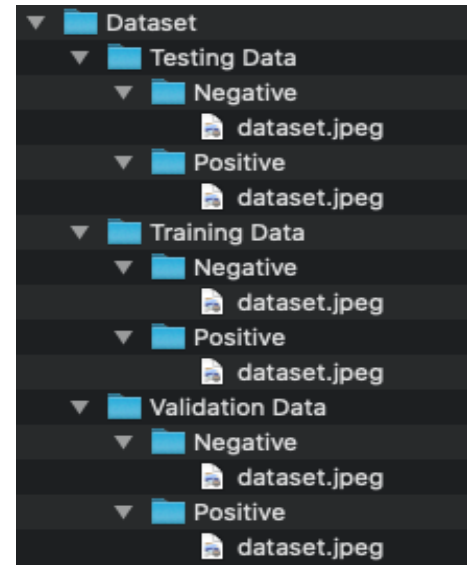 Dataset
Testing Data
Negative
dataset.jpeg
Positive
dataset.jpeg
Training Data
Negative
dataset.jpeg
Positive
dataset.jpeg
Validation Data
Negative
dataset.jpeg
Positive
dataset.jpeg